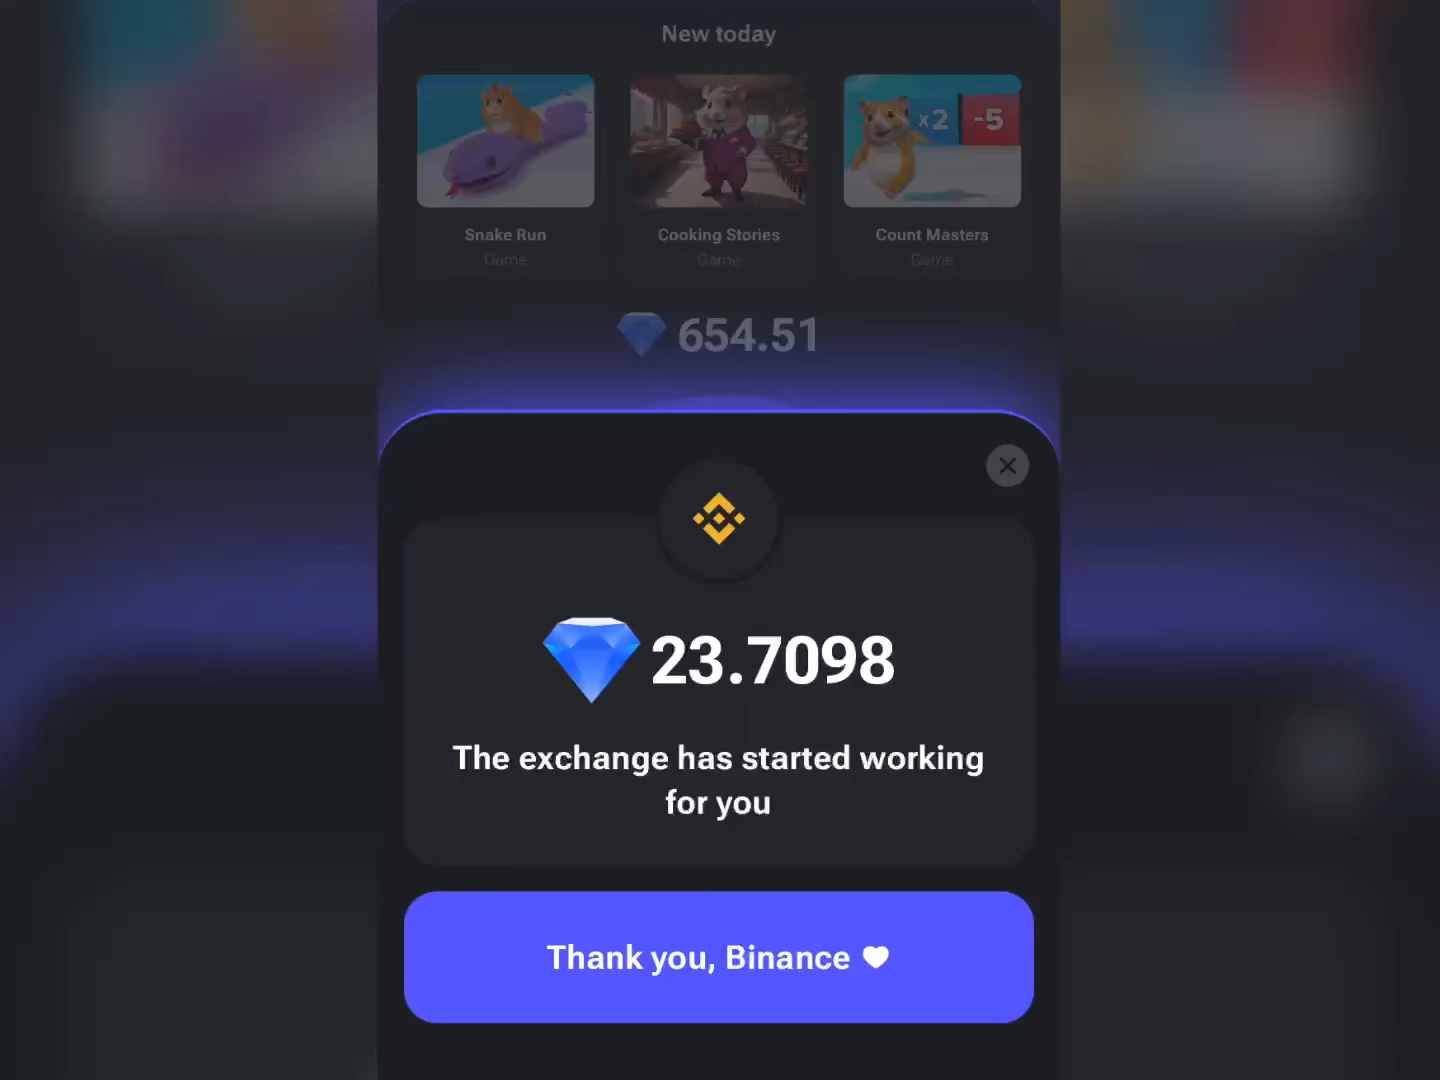 New today
x2 -5
Snake Run Cooking Stories Count Masters
Game Game Game
654.51
23.7098
The exchange has started working
for you
Thank you, Binance